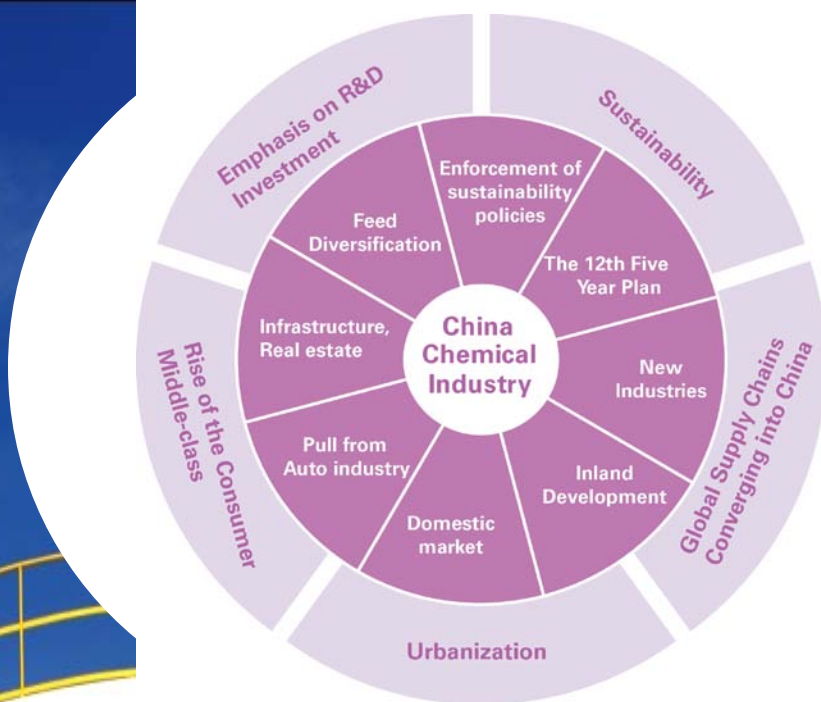 Emphasis on R&D
Investment
Sustainability
Global Supply Chains
Converging into China
Urbanization
Rise of the Consumer
Middle-class
Enforcement of
sustainability
policies
The 12th Five
Year Plan
New
Industries
Inland
Development
Domestic
market
Pull from
Auto industry
Infrastructure,
Real estate
Feed
Diversification
China
Chemical
Industry